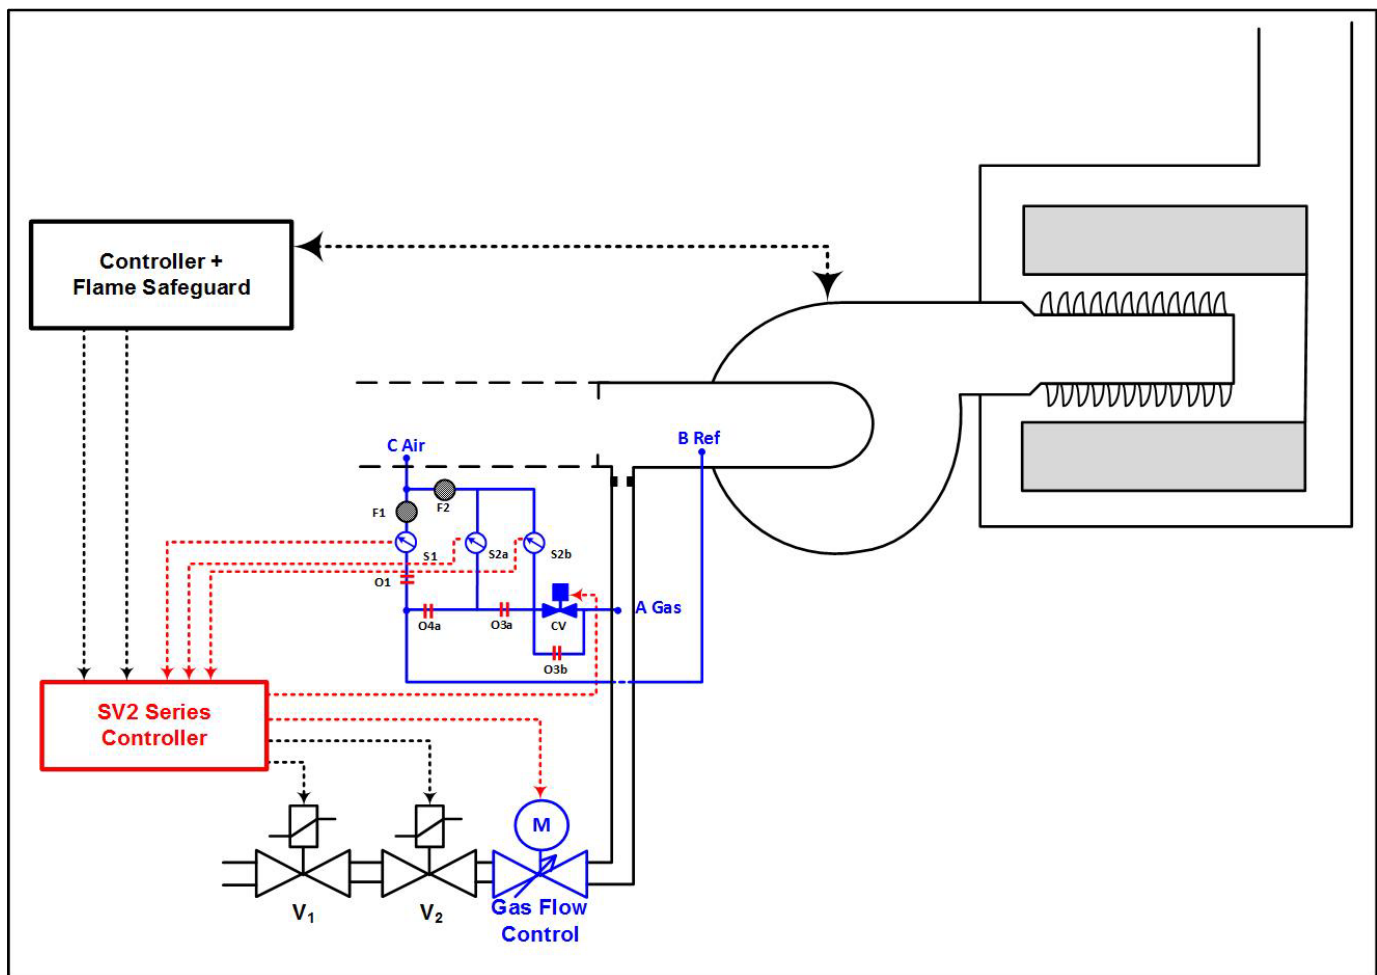 Controller +
Flame Safeguard
C Air
B Ref
F1
F2
S1
S2a
S2b
O1
A Gas
O4a
O3a
CV
O3b
SV2 Series
Controller
M
V₁
V₂
Gas Flow
Control